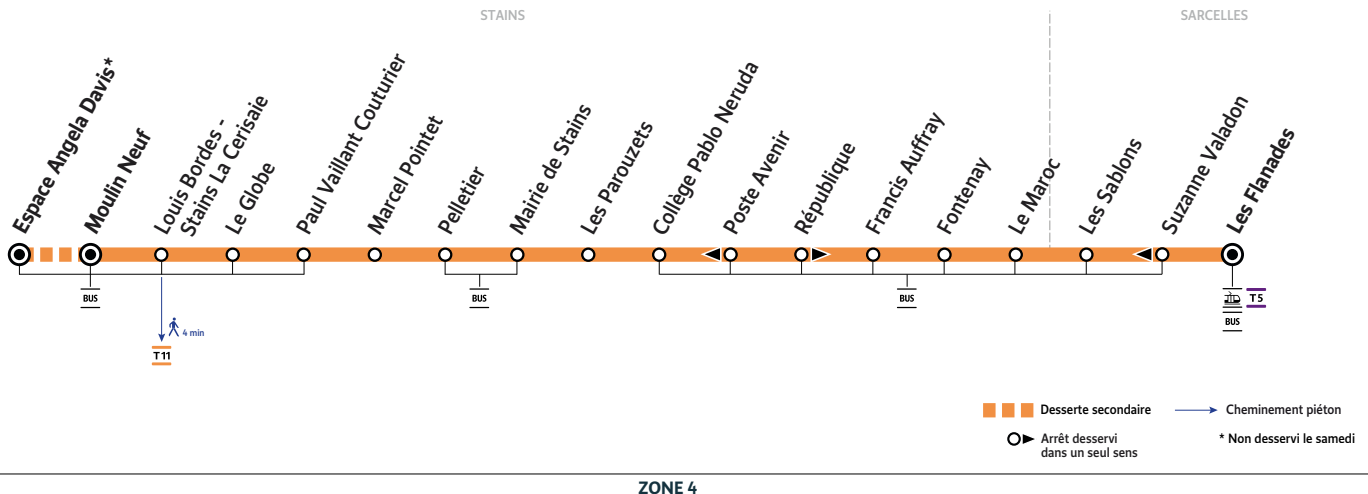 STAINS
SARCELLES
Espace Angela Davis*
Moulin Neuf
Louis Bordes -
Stains La Cerisaie
Le Globe
Paul Vaillant Couturier
Marcel Pointet
Pelletier
Mairie de Stains
Les Parouzets
Collège Pablo Neruda
Poste Avenir
République
Francis Auffray
Fontenay
Le Maroc
Les Sablons
Suzanne Valadon
Les Flanades
BUS
BUS
BUS
T5
BUS
4 min
T11
Desserte secondaire
Cheminement piéton
Arrêt desservi
dans un seul sens
* Non desservi le samedi
ZONE 4